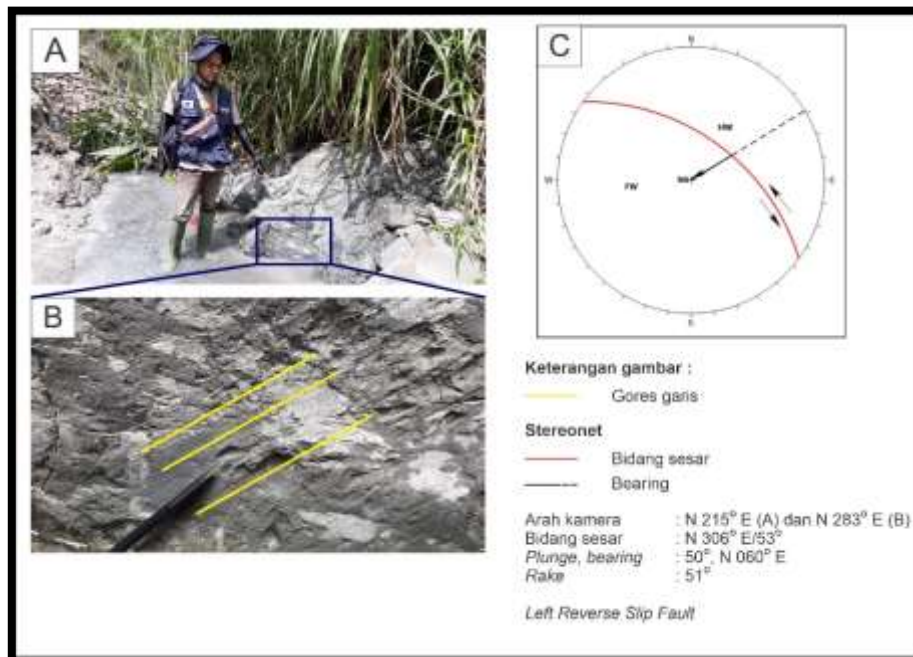 A
B
C
N
HW
W
E
FW
S
Keterangan gambar :
Gores garis
Stereonet
Bidang sesar
Bearing
Arah kamera : N 215° E (A) dan N 283° E (B)
Bidang sesar : N 306° E/53°
Plunge, bearing : 50°, N 060° E
Rake : 51°
Left Reverse Slip Fault